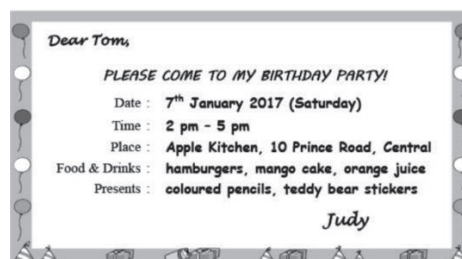 Dear Tom,
PLEASE COME TO MY BIRTHDAY PARTY!
Date : 7th January 2017 (Saturday)
Time : 2 pm – 5 pm
Place : Apple Kitchen, 10 Prince Road, Central
Food & Drinks : hamburgers, mango cake, orange juice
Presents : coloured pencils, teddy bear stickers
Judy